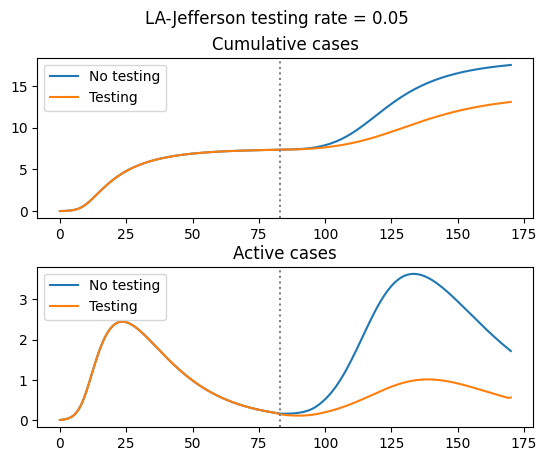 LA-Jefferson testing rate = 0.05
Cumulative cases
No testing
Testing
15
10
5
0
0 25 50 75 100 125 150 175
Active cases
No testing
Testing
3
2
1
0
0 25 50 75 100 125 150 175